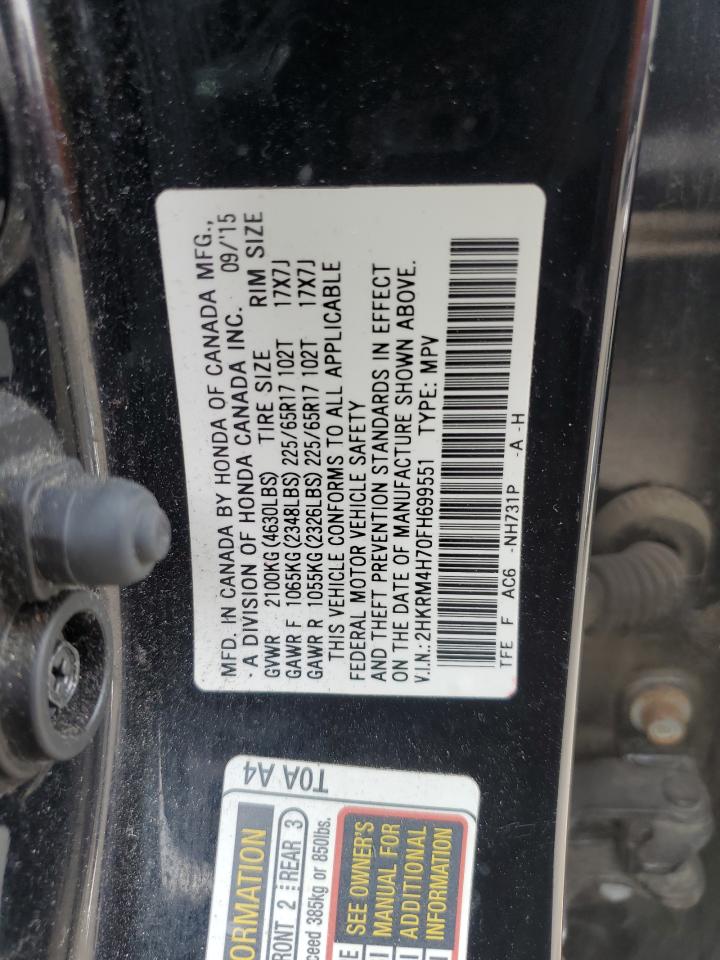 MFD. IN CANADA BY HONDA OF CANADA MFG.,
A DIVISION OF HONDA CANADA INC. 09/'15
GVWR 2100KG (4630LBS) TIRE SIZE RIM SIZE
GAWR F 1065KG (2348LBS) 225/65R17 102T 17X7J
GAWR R 1055KG (2326LBS) 225/65R17 102T 17X7J
THIS VEHICLE CONFORMS TO ALL APPLICABLE
FEDERAL MOTOR VEHICLE SAFETY
AND THEFT PREVENTION STANDARDS IN EFFECT
ON THE DATE OF MANUFACTURE SHOWN ABOVE.
V.I.N.: 2HKRM4H70FH699551 TYPE: MPV
TFE F AC6 -NH731P -A -H
T0A A4
ORMATION
RONT 2 REAR 3
ceed 385kg or 850lbs.
SEE OWNER'S
MANUAL FOR
ADDITIONAL
INFORMATION